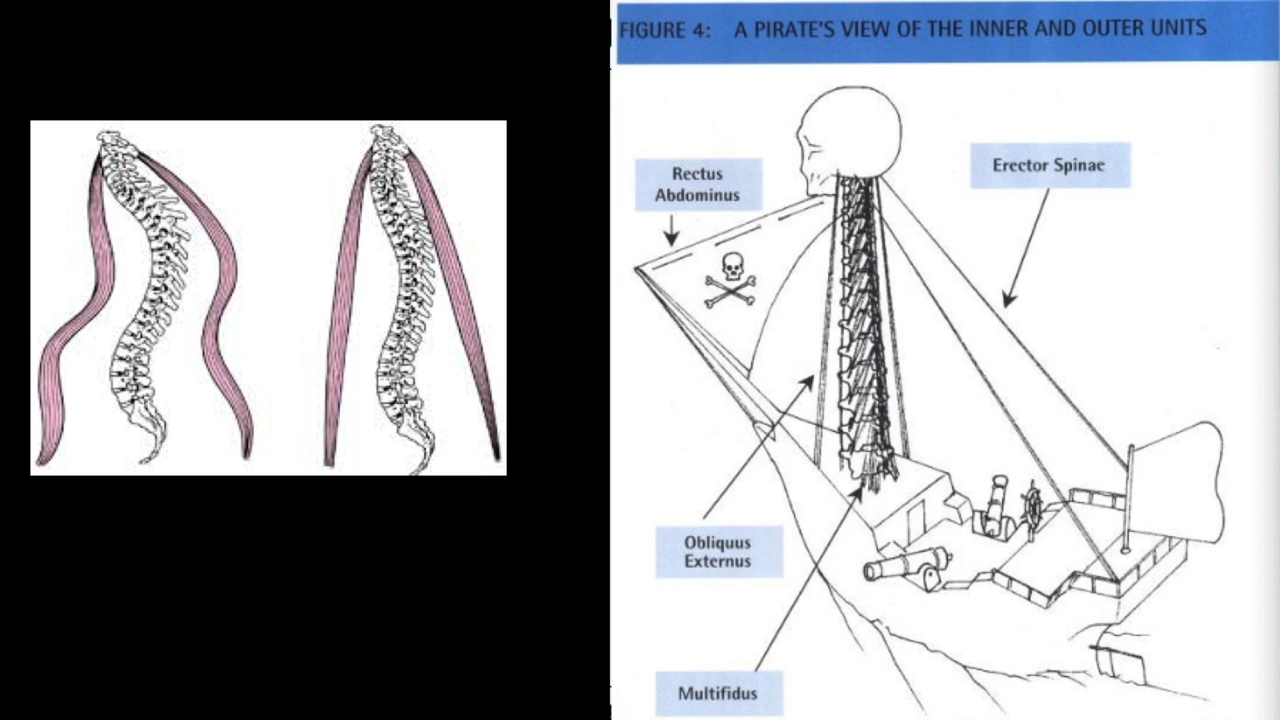 FIGURE 4: A PIRATE'S VIEW OF THE INNER AND OUTER UNITS
Rectus
Abdominus
Erector Spinae
Obliquus
Externus
Multifidus